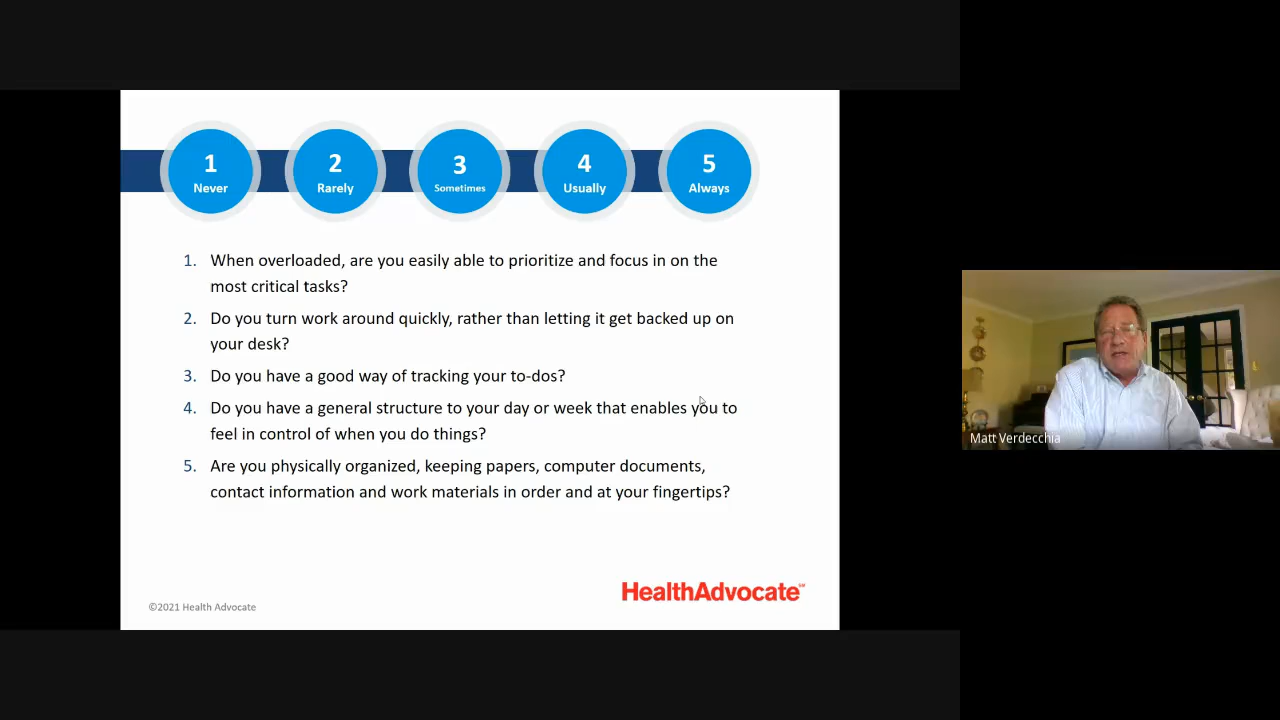 1
Never
2
Rarely
3
Sometimes
4
Usually
5
Always
1. When overloaded, are you easily able to prioritize and focus in on the
most critical tasks?
2. Do you turn work around quickly, rather than letting it get backed up on
your desk?
3. Do you have a good way of tracking your to-dos?
4. Do you have a general structure to your day or week that enables you to
feel in control of when you do things?
5. Are you physically organized, keeping papers, computer documents,
contact information and work materials in order and at your fingertips?
©2021 Health Advocate
HealthAdvocate℠
Matt Verdecchia